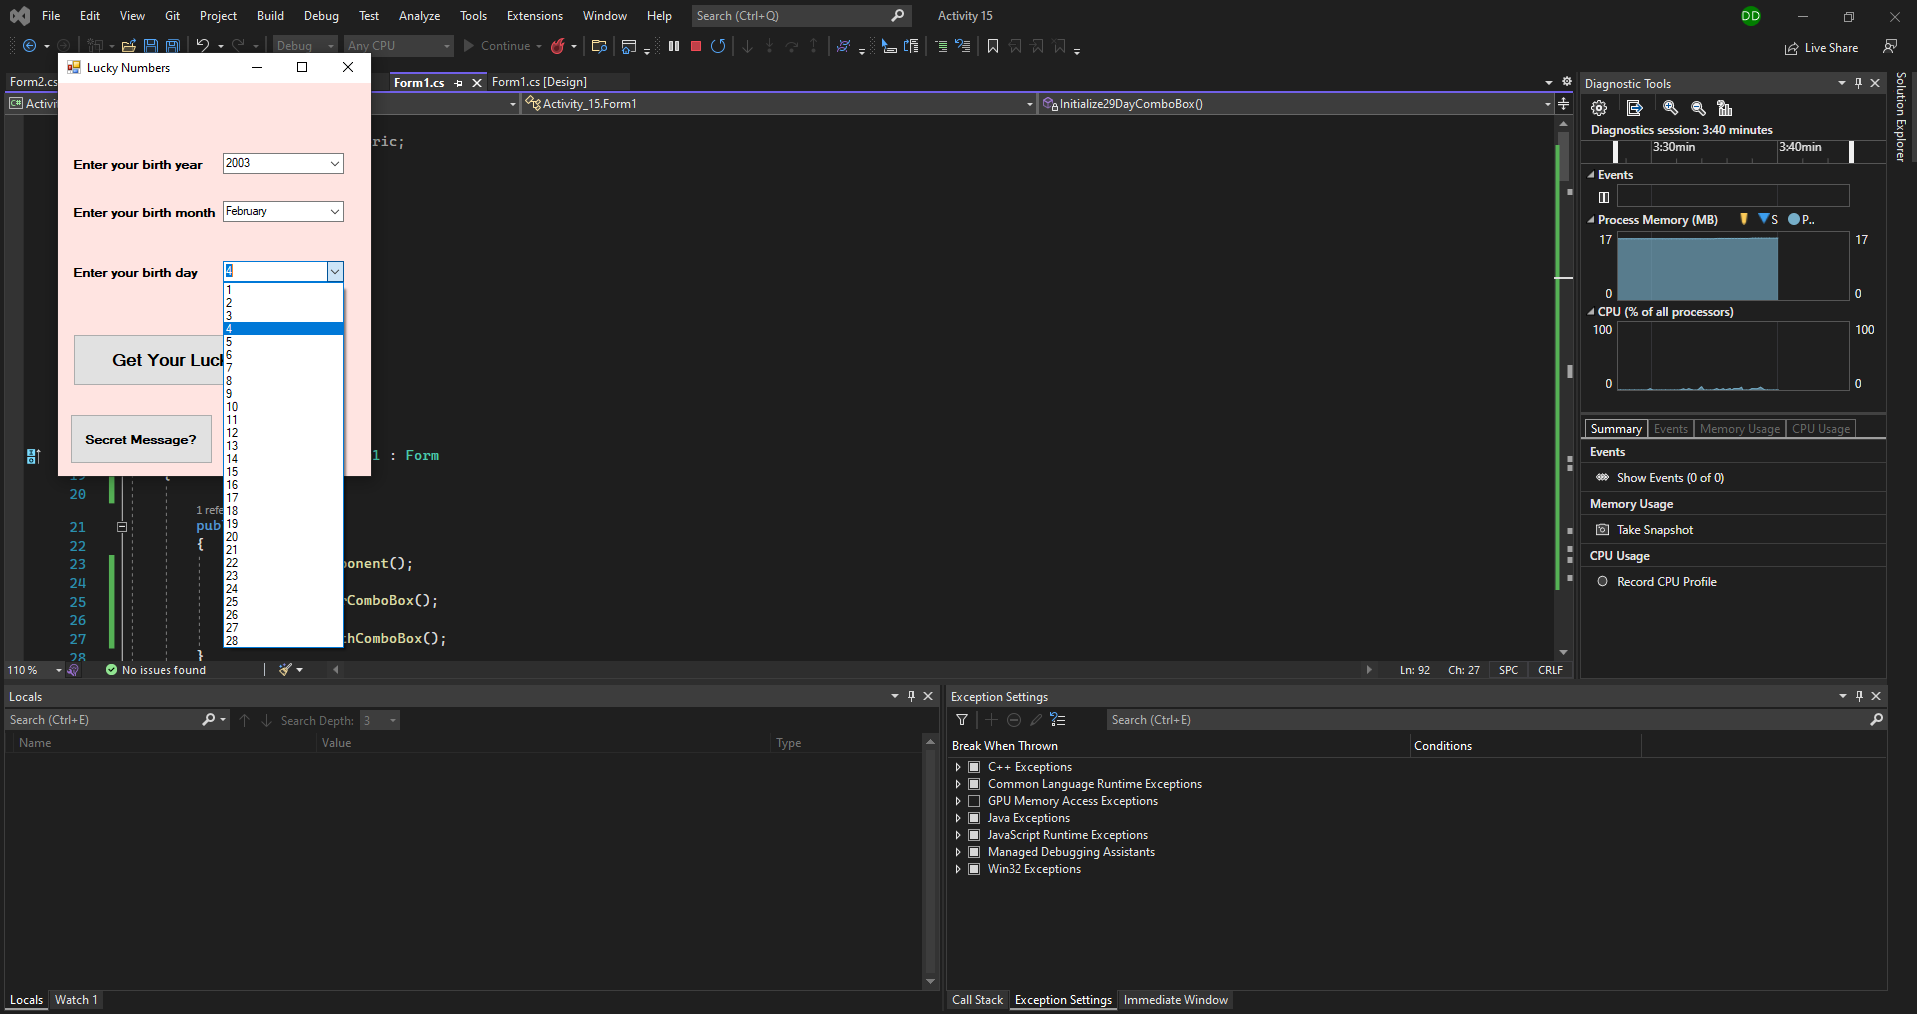 File Edit View Git Project Build Debug Test Analyze Tools Extensions Window Help Search (Ctrl+Q) Activity 15 DD
Debug Any CPU Continue Live Share
Lucky Numbers
Enter your birth year 2003
Enter your birth month February
Enter your birth day 4
1
2
3
4
5
6
7
8
9
10
11
12
13
14
15
16
17
18
19
20
21
22
23
24
25
26
27
28
Get Your Luc
Secret Message?
Form2.cs Form1.cs Form1.cs [Design]
C# Activi Activity_15.Form1 Initialize29DayComboBox()
ric;
1 : Form
19 {
20
1 refe
21 pub
22 {
23 ponent();
24
25 rComboBox();
26
27 thComboBox();
28 }
110 % No issues found Ln: 92 Ch: 27 SPC CRLF
Diagnostic Tools
Diagnostics session: 3:40 minutes
3:30min 3:40min
Events
Process Memory (MB) S P..
17 17
0 0
CPU (% of all processors)
100 100
0 0
Summary Events Memory Usage CPU Usage
Events
Show Events (0 of 0)
Memory Usage
Take Snapshot
CPU Usage
Record CPU Profile
Solution Explorer
Locals
Search (Ctrl+E) Search Depth: 3
Name Value Type
Locals Watch 1
Exception Settings
Search (Ctrl+E)
Break When Thrown Conditions
C++ Exceptions
Common Language Runtime Exceptions
GPU Memory Access Exceptions
Java Exceptions
JavaScript Runtime Exceptions
Managed Debugging Assistants
Win32 Exceptions
Call Stack Exception Settings Immediate Window